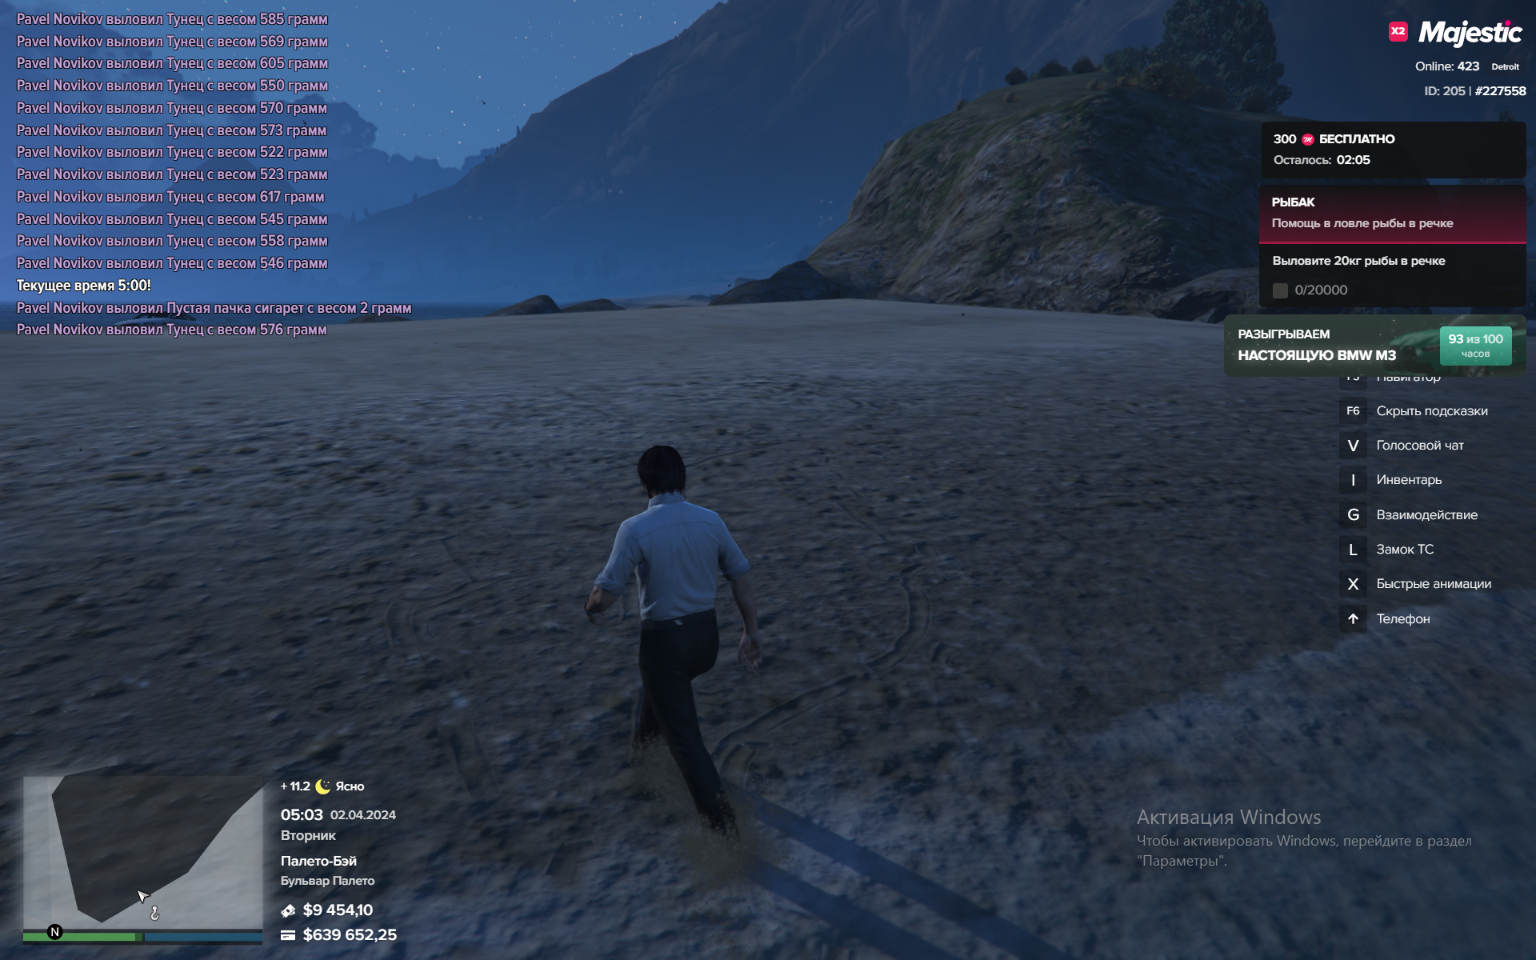 Pavel Novikov выловил Тунец с весом 585 грамм
Pavel Novikov выловил Тунец с весом 569 грамм
Pavel Novikov выловил Тунец с весом 605 грамм
Pavel Novikov выловил Тунец с весом 550 грамм
Pavel Novikov выловил Тунец с весом 570 грамм
Pavel Novikov выловил Тунец с весом 573 грамм
Pavel Novikov выловил Тунец с весом 522 грамм
Pavel Novikov выловил Тунец с весом 523 грамм
Pavel Novikov выловил Тунец с весом 617 грамм
Pavel Novikov выловил Тунец с весом 545 грамм
Pavel Novikov выловил Тунец с весом 558 грамм
Pavel Novikov выловил Тунец с весом 546 грамм
Текущее время 5:00!
Pavel Novikov выловил Пустая пачка сигарет с весом 2 грамм
Pavel Novikov выловил Тунец с весом 576 грамм
X2 Majestic
Online: 423 Detroit
ID: 205 | #227558
300 БЕСПЛАТНО
Осталось: 02:05
РЫБАК
Помощь в ловле рыбы в речке
Выловите 20кг рыбы в речке
0/20000
РАЗЫГРЫВАЕМ
НАСТОЯЩУЮ BMW M3
93 из 100
часов
Навигатор
F6 Скрыть подсказки
V Голосовой чат
I Инвентарь
G Взаимодействие
L Замок ТС
X Быстрые анимации
Телефон
+ 11.2 Ясно
05:03 02.04.2024
Вторник
Палето-Бэй
Бульвар Палето
$9 454,10
$639 652,25
N
Активация Windows
Чтобы активировать Windows, перейдите в раздел
"Параметры".